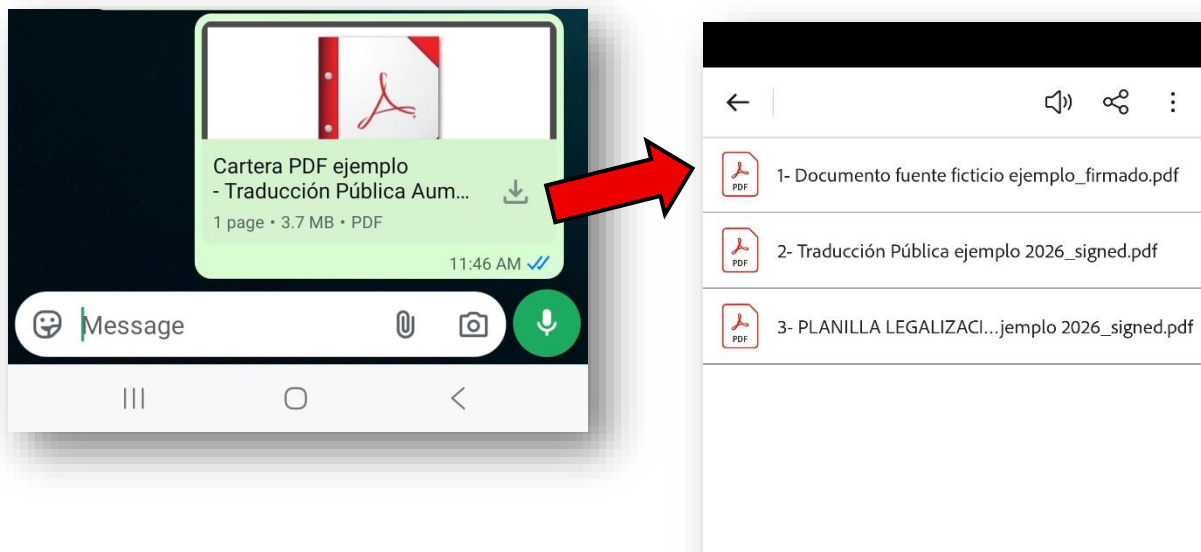 Cartera PDF ejemplo
- Traducción Pública Aum...
1 page • 3.7 MB • PDF
11:46 AM
Message
PDF
1- Documento fuente ficticio ejemplo_firmado.pdf
PDF
2- Traducción Pública ejemplo 2026_signed.pdf
PDF
3- PLANILLA LEGALIZACI...jemplo 2026_signed.pdf